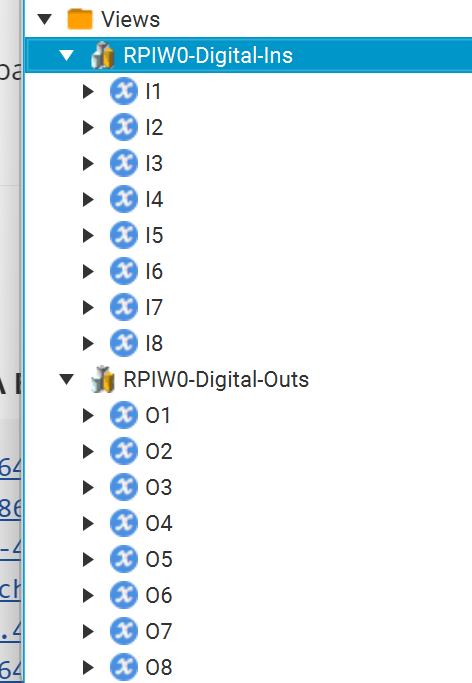 Views
RPIW0-Digital-Ins
I1
I2
I3
I4
I5
I6
I7
I8
RPIW0-Digital-Outs
O1
O2
O3
O4
O5
O6
O7
O8